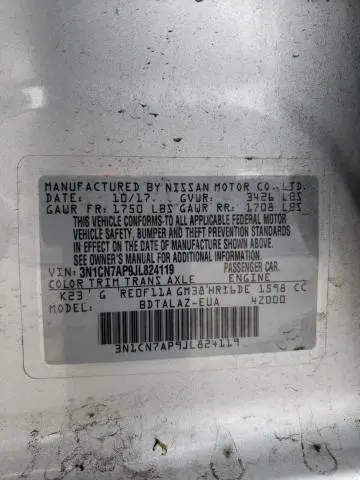 MANUFACTURED BY NISSAN MOTOR CO., LTD.
DATE: 10/17 GVWR: 3426 LBS
GAWR FR: 1750 LBS GAWR RR: 1708 LBS
THIS VEHICLE CONFORMS TO ALL APPLICABLE FEDERAL MOTOR
VEHICLE SAFETY, BUMPER AND THEFT PREVENTION STANDARDS
IN EFFECT ON THE DATE OF MANUFACTURE SHOWN ABOVE.
SEE OWNER'S MANUAL FOR ADDITIONAL INFORMATION.
VIN: 3N1CN7AP9JL824119 PASSENGER CAR.
COLOR TRIM TRANS AXLE ENGINE
K23 G RE0F11A GM38 HR16DE 1598 CC
BDTALAZ-EUA 4Z000
3N1CN7AP9JL824119